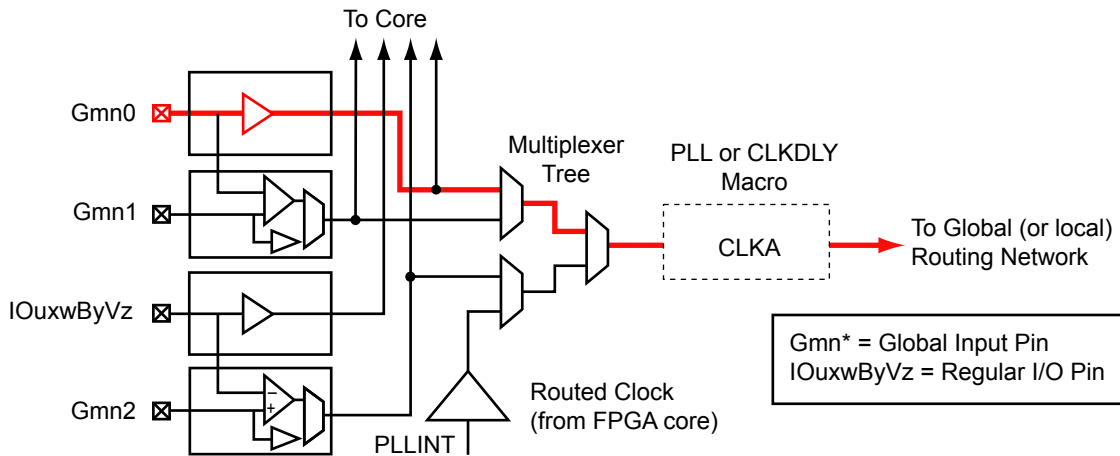 To Core
Gmn0
Multiplexer
Tree
PLL or CLKDLY
Macro
Gmn1
CLKA
To Global (or local)
Routing Network
IOuxwByVz
Gmn* = Global Input Pin
IOuxwByVz = Regular I/O Pin
−
+
Gmn2
Routed Clock
(from FPGA core)
PLLINT